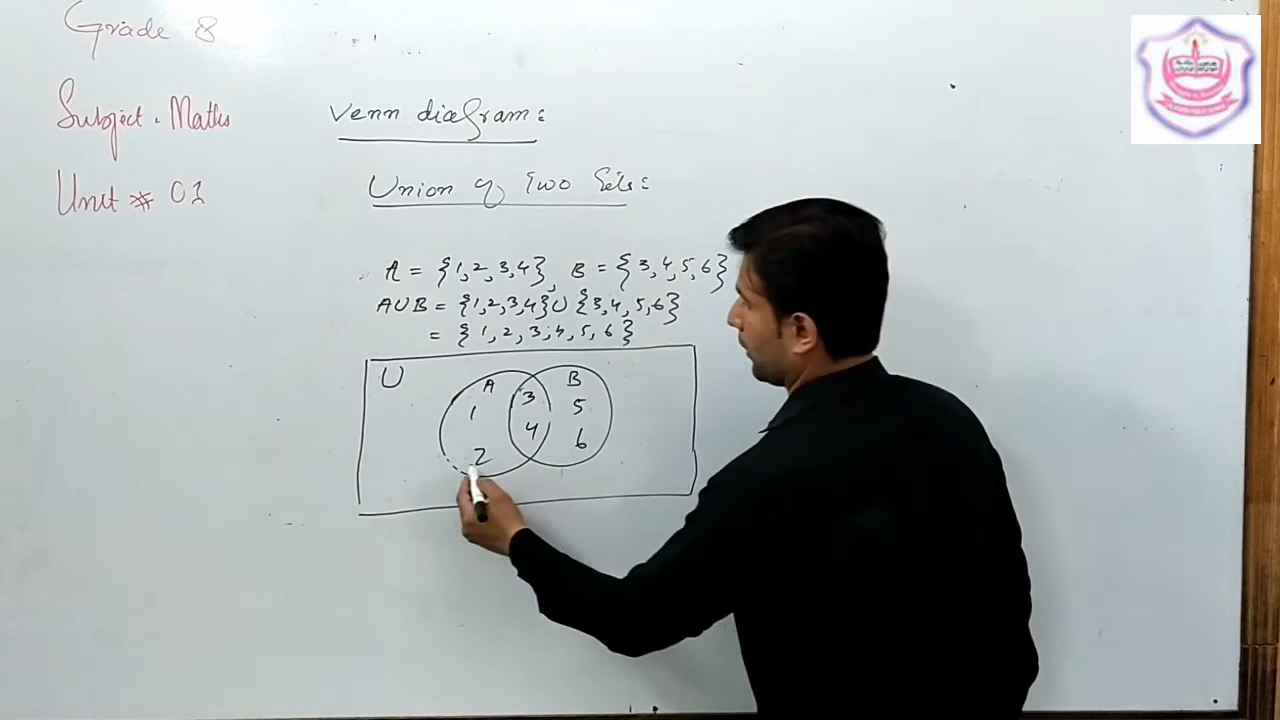 Grade 8
Subject : Maths
Unit # 01
Venn diagram:
Union of Two Sets:
A = {1,2,3,4}, B = {3,4,5,6}
A∪B = {1,2,3,4} ∪ {3,4,5,6}
= {1,2,3,4,5,6}
U
A B
1 3 5
2 4 6